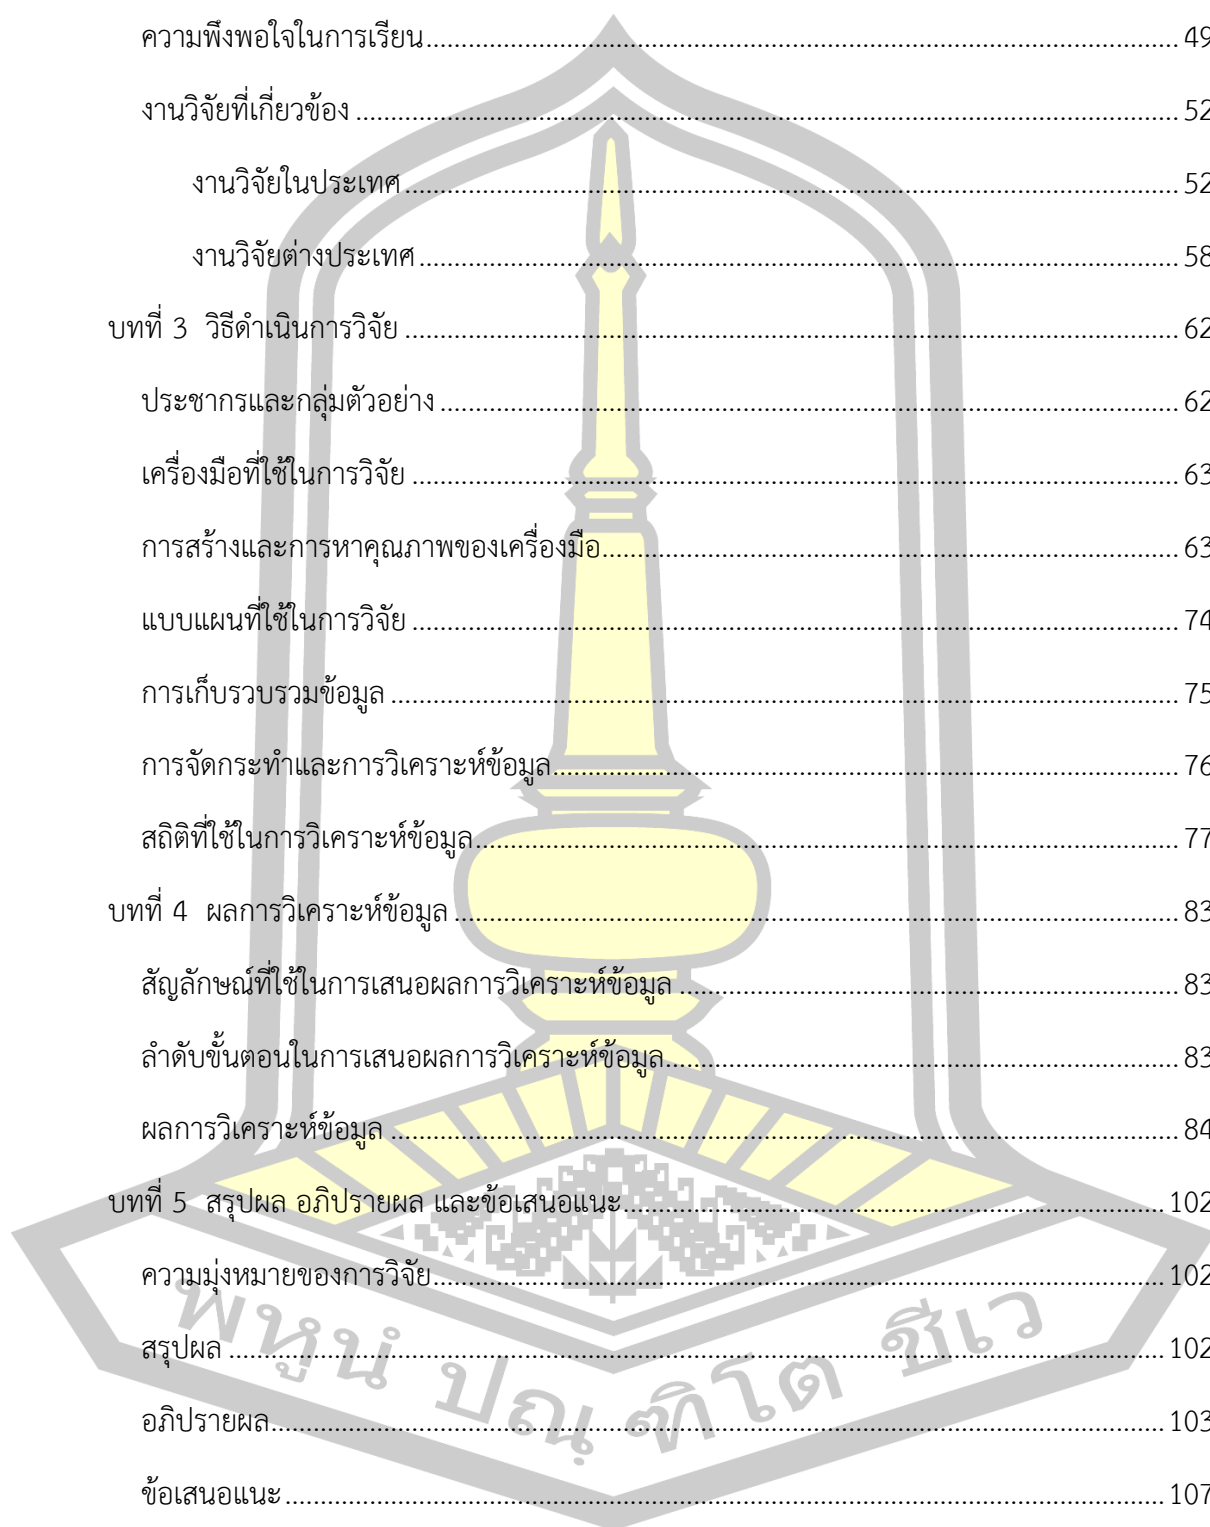 ความพึงพอใจในการเรียน.......................................................................................................... 49
งานวิจัยที่เกี่ยวข้อง .................................................................................................................... 52
งานวิจัยในประเทศ............................................................................................................. 52
งานวิจัยต่างประเทศ........................................................................................................... 58
บทที่ 3 วิธีดำเนินการวิจัย ............................................................................................................. 62
ประชากรและกลุ่มตัวอย่าง ........................................................................................................ 62
เครื่องมือที่ใช้ในการวิจัย ............................................................................................................ 63
การสร้างและการหาคุณภาพของเครื่องมือ.................................................................................. 63
แบบแผนที่ใช้ในการวิจัย ............................................................................................................ 74
การเก็บรวบรวมข้อมูล ............................................................................................................... 75
การจัดกระทำและการวิเคราะห์ข้อมูล......................................................................................... 76
สถิติที่ใช้ในการวิเคราะห์ข้อมูล.................................................................................................... 77
บทที่ 4 ผลการวิเคราะห์ข้อมูล ...................................................................................................... 83
สัญลักษณ์ที่ใช้ในการเสนอผลการวิเคราะห์ข้อมูล ....................................................................... 83
ลำดับขั้นตอนในการเสนอผลการวิเคราะห์ข้อมูล......................................................................... 83
ผลการวิเคราะห์ข้อมูล ............................................................................................................... 84
บทที่ 5 สรุปผล อภิปรายผล และข้อเสนอแนะ............................................................................ 102
ความมุ่งหมายของการวิจัย....................................................................................................... 102
สรุปผล ................................................................................................................................... 102
อภิปรายผล............................................................................................................................. 103
ข้อเสนอแนะ........................................................................................................................... 107
พหูนํ ปณฺฑิโต ชีเว